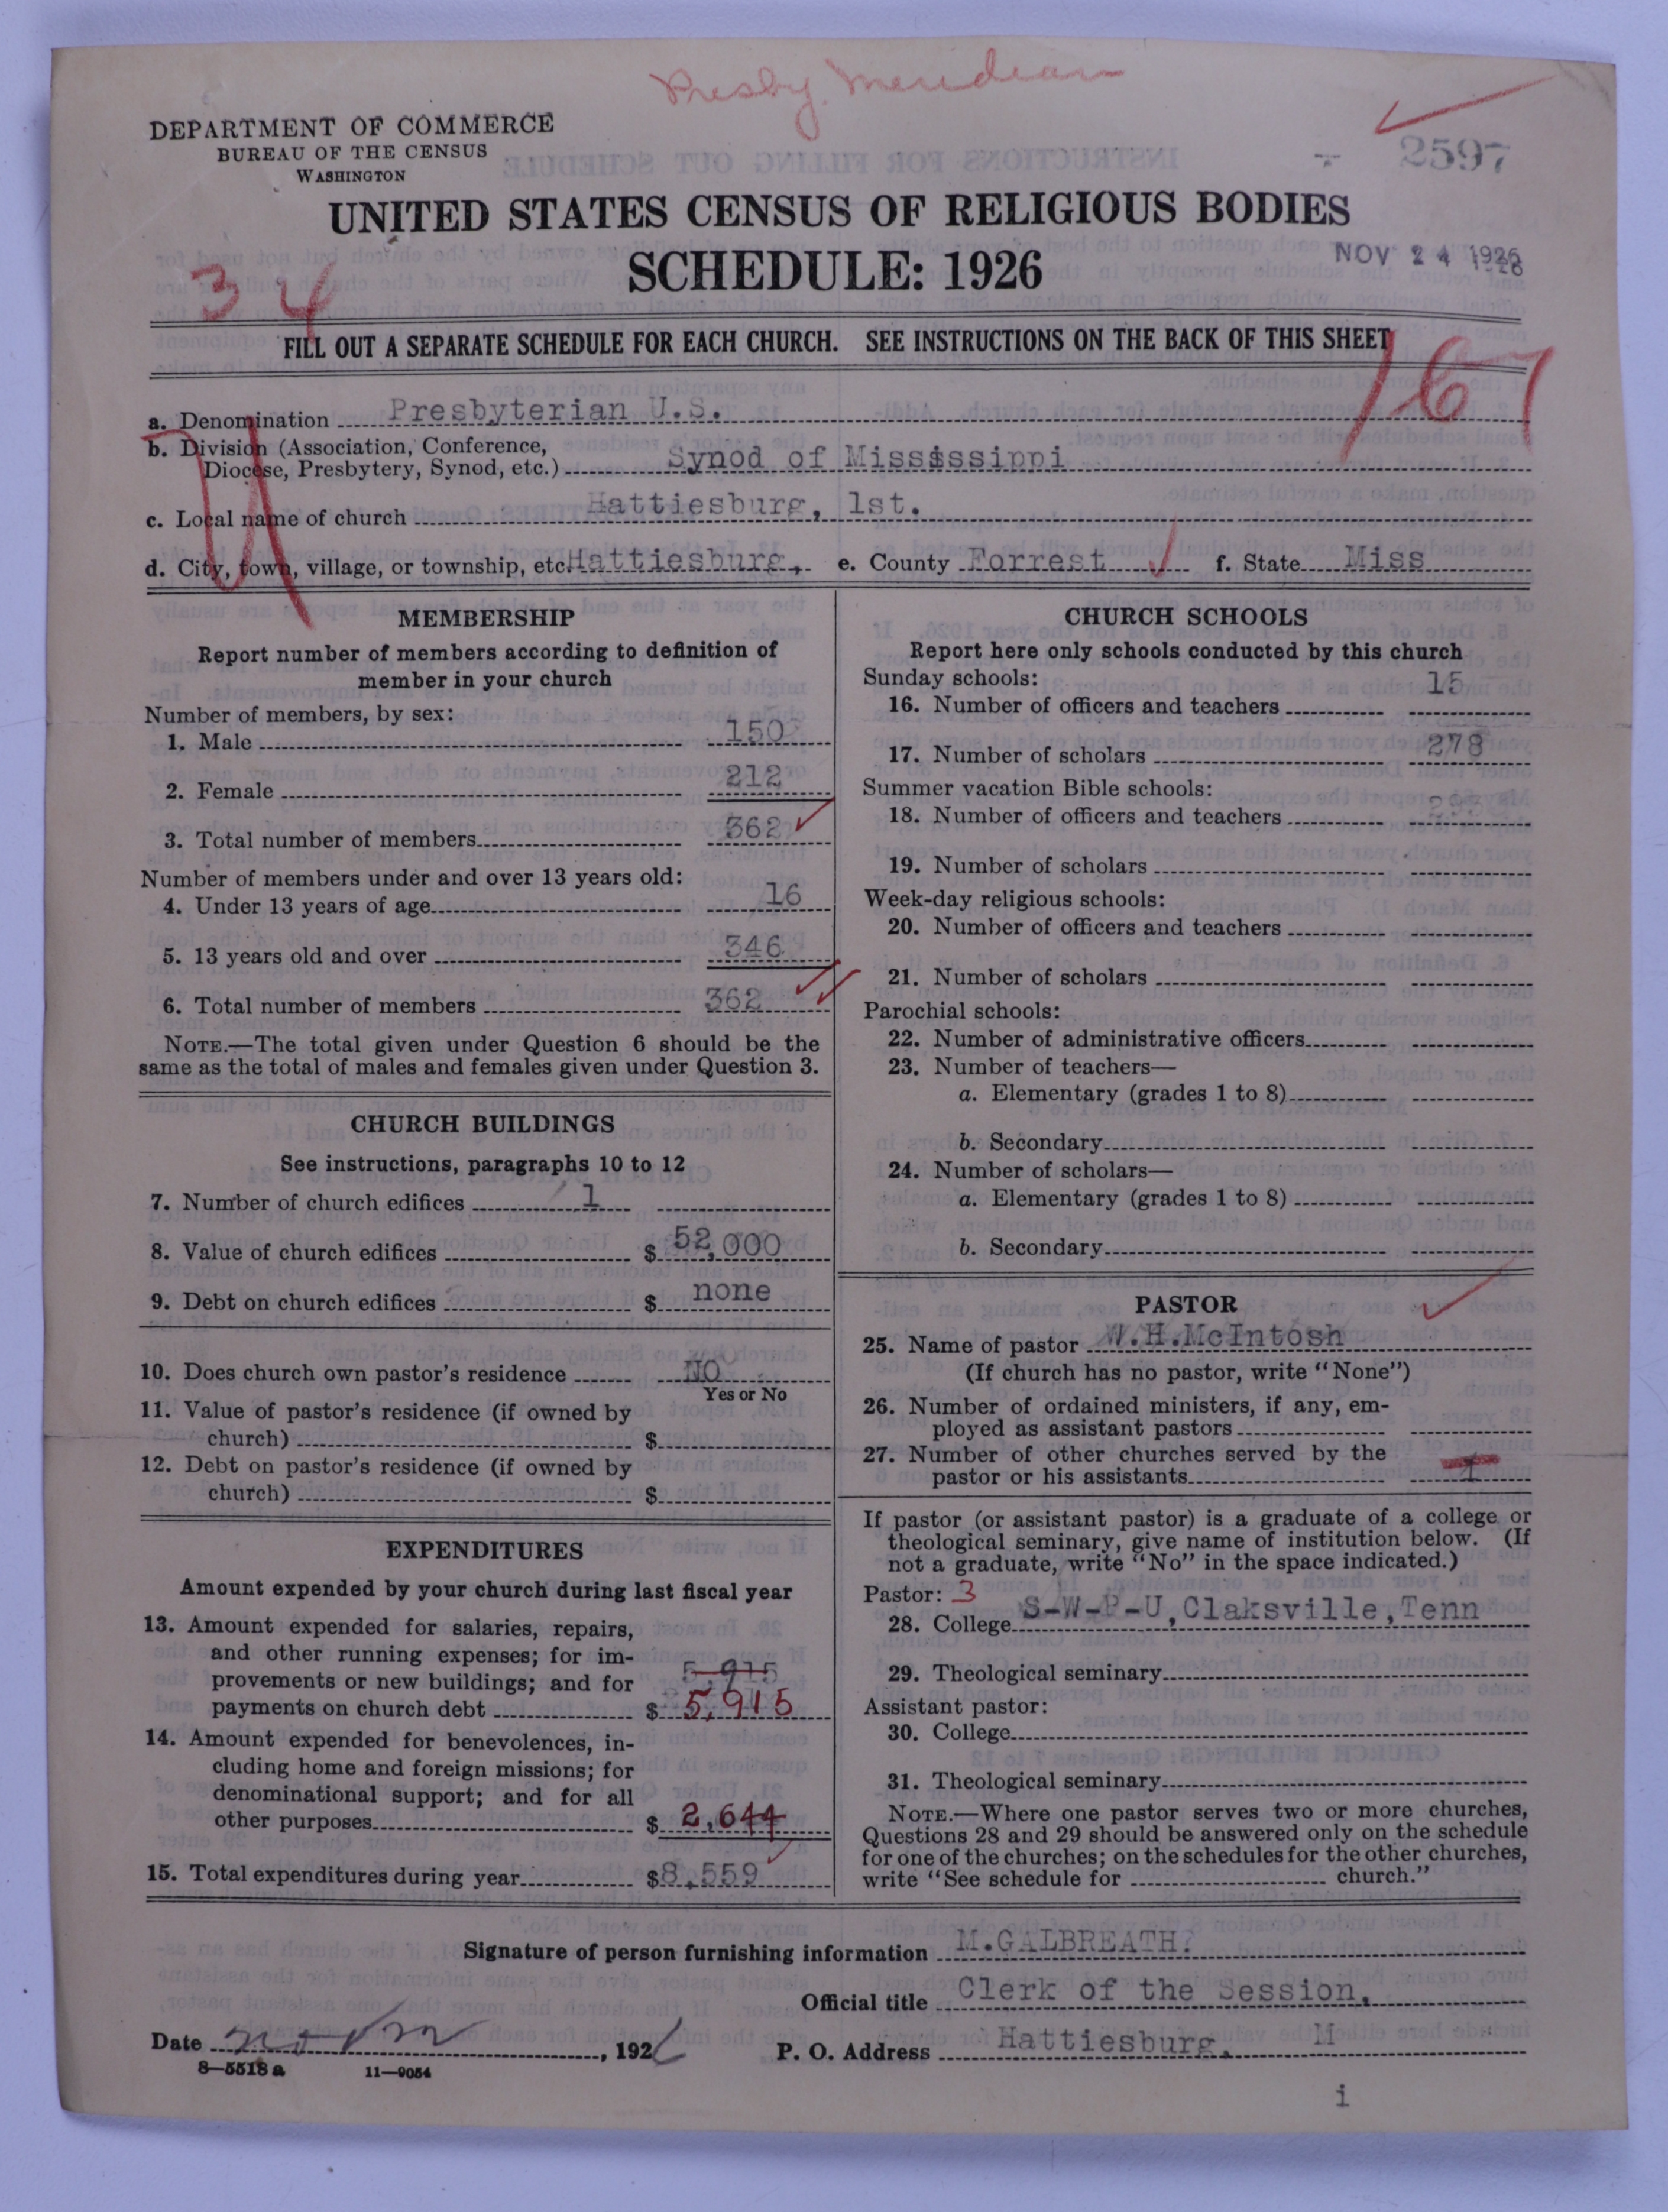 Presby. Meridian
DEPARTMENT OF COMMERCE
BUREAU OF THE CENSUS
WASHINGTON
2597
UNITED STATES CENSUS OF RELIGIOUS BODIES
SCHEDULE: 1926
NOV 24 1926
34
FILL OUT A SEPARATE SCHEDULE FOR EACH CHURCH. SEE INSTRUCTIONS ON THE BACK OF THIS SHEET
167
a. Denomination Presbyterian U.S.
b. Division (Association, Conference,
Diocese, Presbytery, Synod, etc.) Synod of Mississippi
c. Local name of church Hattiesburg, 1st.
d. City, town, village, or township, etc. Hattiesburg, e. County Forrest f. State Miss
MEMBERSHIP
Report number of members according to definition of
member in your church
Number of members, by sex:
1. Male 150
2. Female 212
3. Total number of members 362
Number of members under and over 13 years old:
4. Under 13 years of age 16
5. 13 years old and over 346
6. Total number of members 362
NOTE.—The total given under Question 6 should be the
same as the total of males and females given under Question 3.
CHURCH BUILDINGS
See instructions, paragraphs 10 to 12
7. Number of church edifices 1
8. Value of church edifices $ 52,000
9. Debt on church edifices $ none
10. Does church own pastor's residence NO
Yes or No
11. Value of pastor's residence (if owned by
church) $
12. Debt on pastor's residence (if owned by
church) $
EXPENDITURES
Amount expended by your church during last fiscal year
13. Amount expended for salaries, repairs,
and other running expenses; for im-
provements or new buildings; and for 5,915
payments on church debt $ 5,915
14. Amount expended for benevolences, in-
cluding home and foreign missions; for
denominational support; and for all
other purposes $ 2,644
15. Total expenditures during year $8,559
CHURCH SCHOOLS
Report here only schools conducted by this church
Sunday schools:
16. Number of officers and teachers 15
17. Number of scholars 278
Summer vacation Bible schools:
18. Number of officers and teachers
19. Number of scholars
Week-day religious schools:
20. Number of officers and teachers
21. Number of scholars
Parochial schools:
22. Number of administrative officers
23. Number of teachers—
a. Elementary (grades 1 to 8)
b. Secondary
24. Number of scholars—
a. Elementary (grades 1 to 8)
b. Secondary
PASTOR
25. Name of pastor W.H.McIntosh
(If church has no pastor, write "None")
26. Number of ordained ministers, if any, em-
ployed as assistant pastors
27. Number of other churches served by the
pastor or his assistants 1
If pastor (or assistant pastor) is a graduate of a college or
theological seminary, give name of institution below. (If
not a graduate, write "No" in the space indicated.)
Pastor: 3
28. College S-W-P-U,Claksville,Tenn
29. Theological seminary
Assistant pastor:
30. College
31. Theological seminary
NOTE.—Where one pastor serves two or more churches,
Questions 28 and 29 should be answered only on the schedule
for one of the churches; on the schedules for the other churches,
write "See schedule for church."
Signature of person furnishing information M.GALBREATH.
Official title Clerk of the Session.
Date , 1926 P. O. Address Hattiesburg, M
8—5518 a 11—9054
i